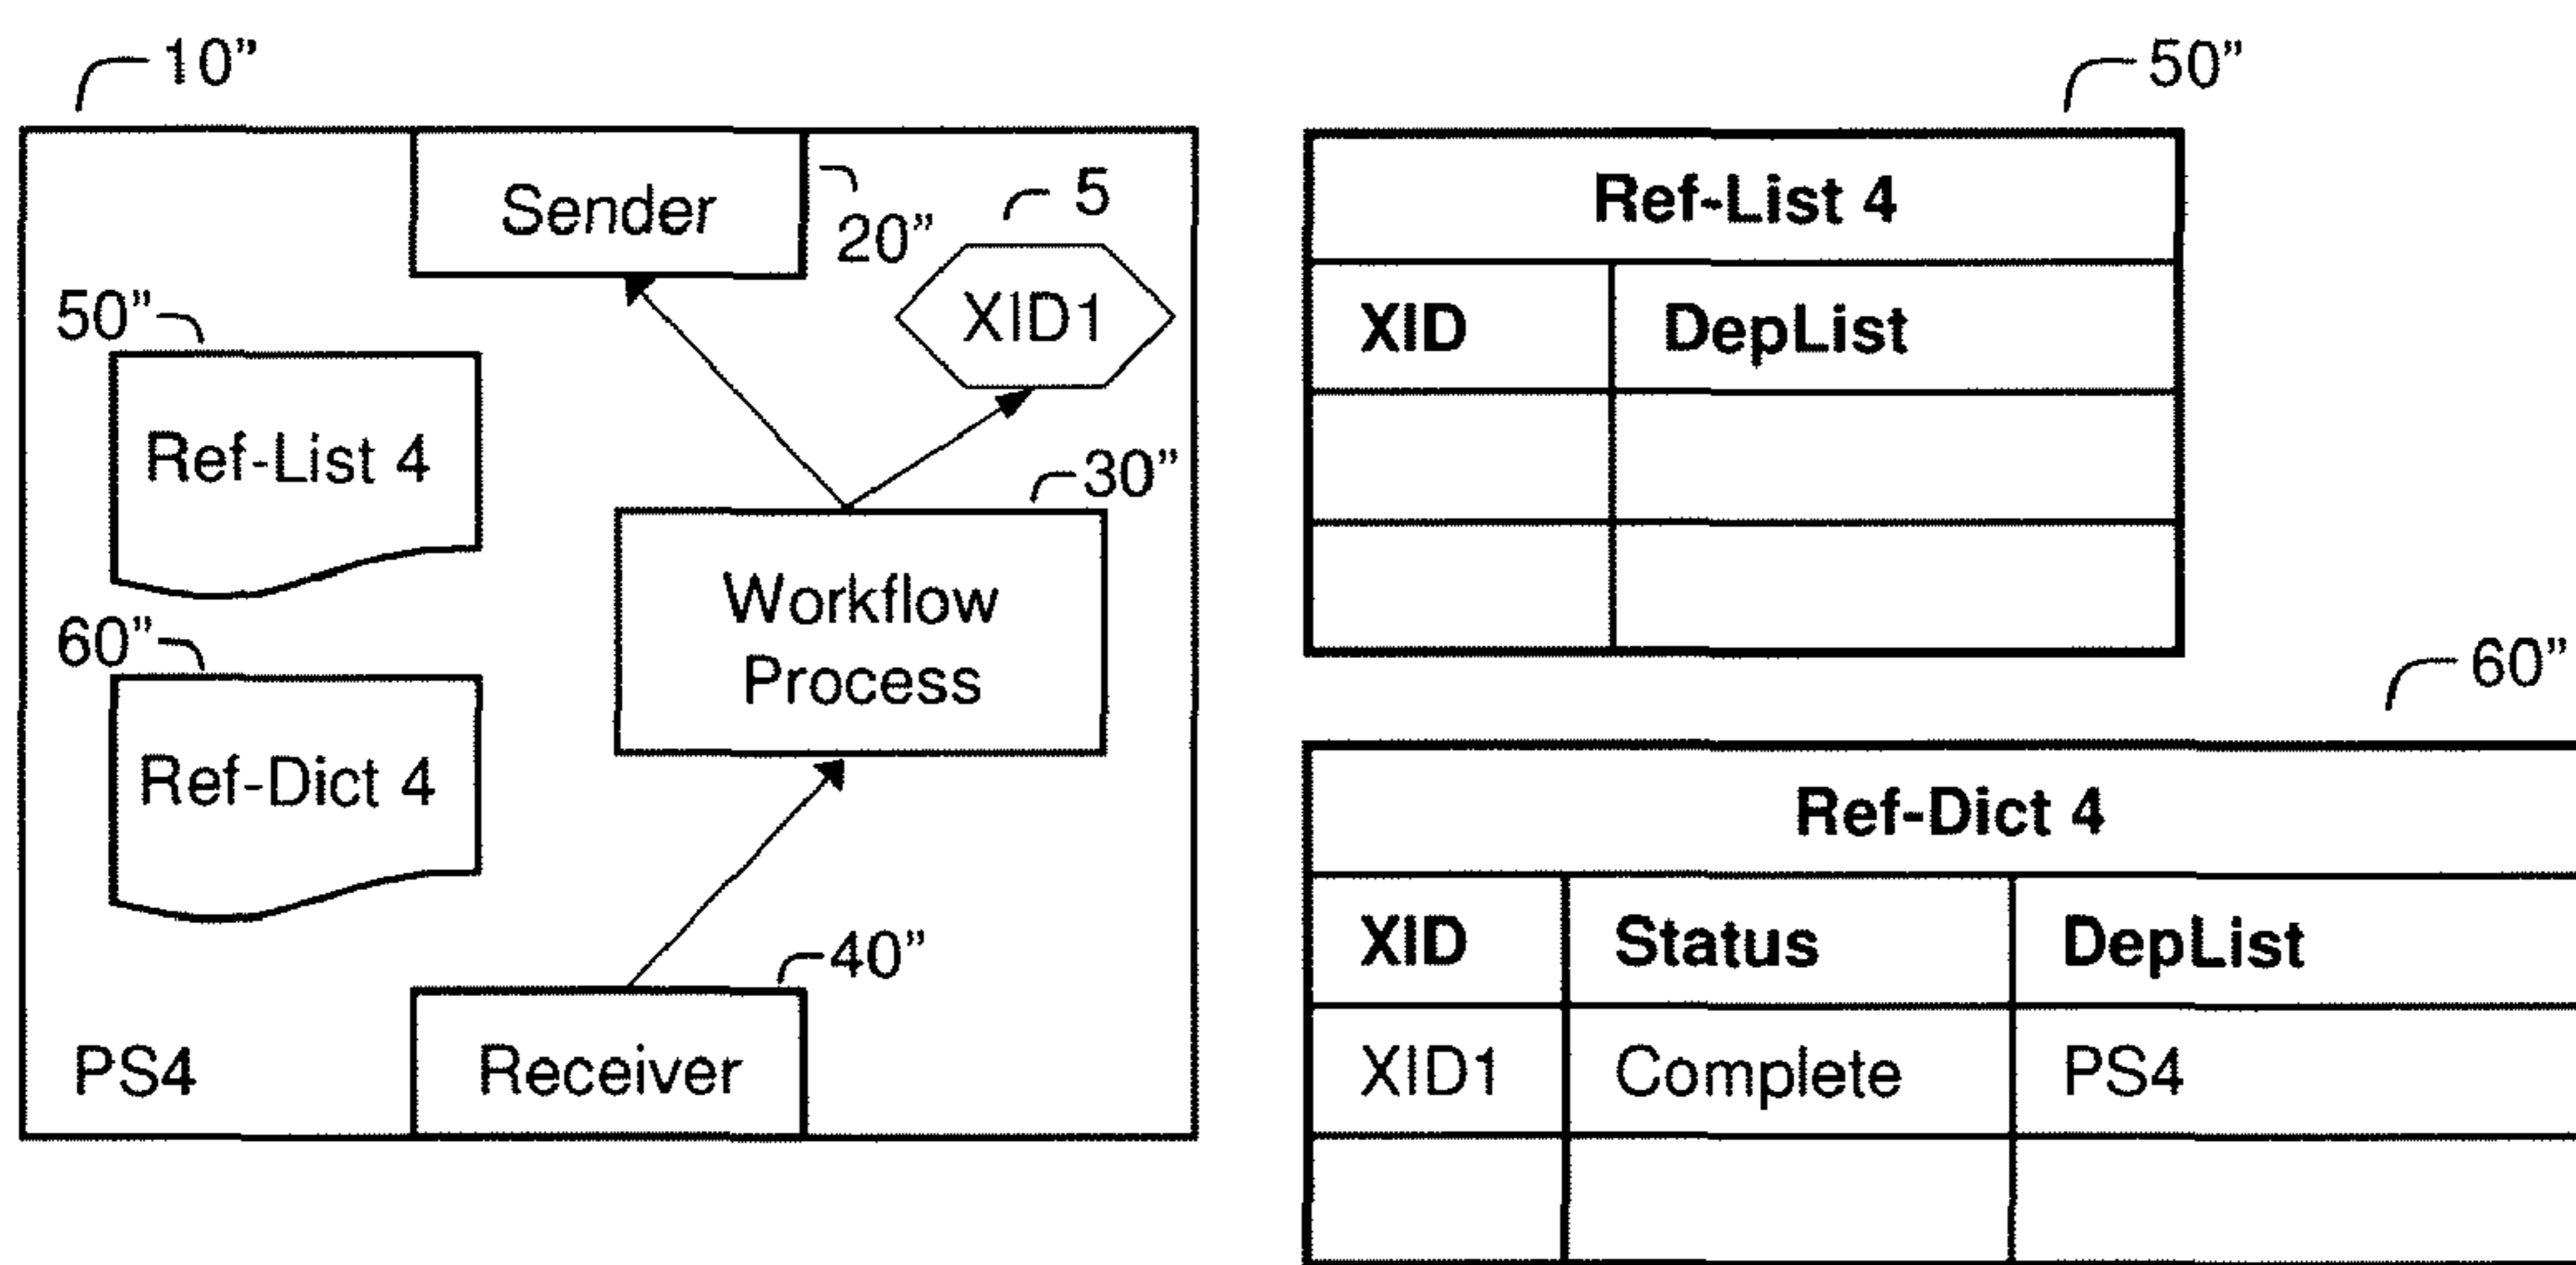 10”
Sender
20”
5
XID1
50”
Ref-List 4
30”
Workflow
Process
60”
Ref-Dict 4
40”
PS4
Receiver
50”
Ref-List 4
XID DepList
60”
Ref-Dict 4
XID Status DepList
XID1 Complete PS4